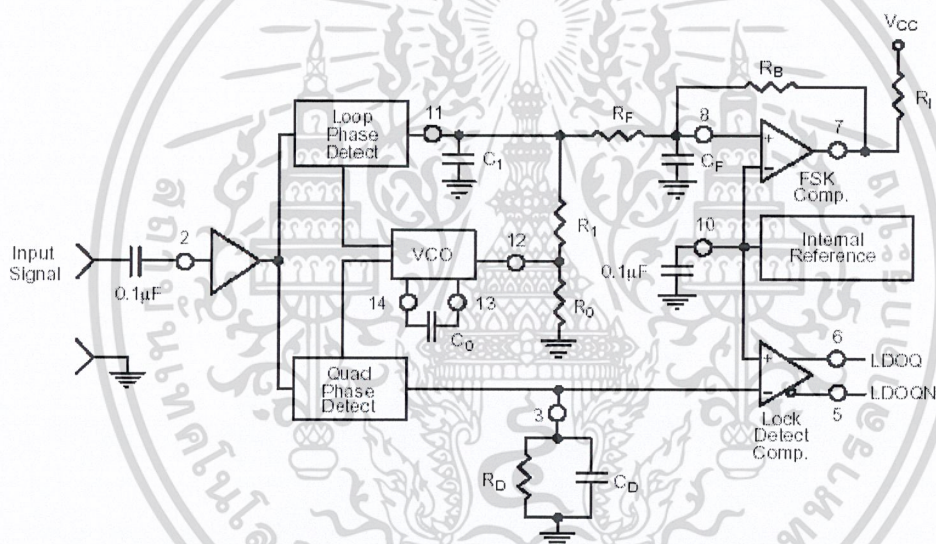 VCC
RB
RL
Loop
Phase
Detect
11
RF
8
7
C1
CF
FSK
Comp.
Input
Signal
2
0.1µF
VCO
12
14
13
C0
R1
R0
10
0.1µF
Internal
Reference
Quad
Phase
Detect
3
RD
CD
6
LDOQ
LDOQN
5
Lock
Detect
Comp.